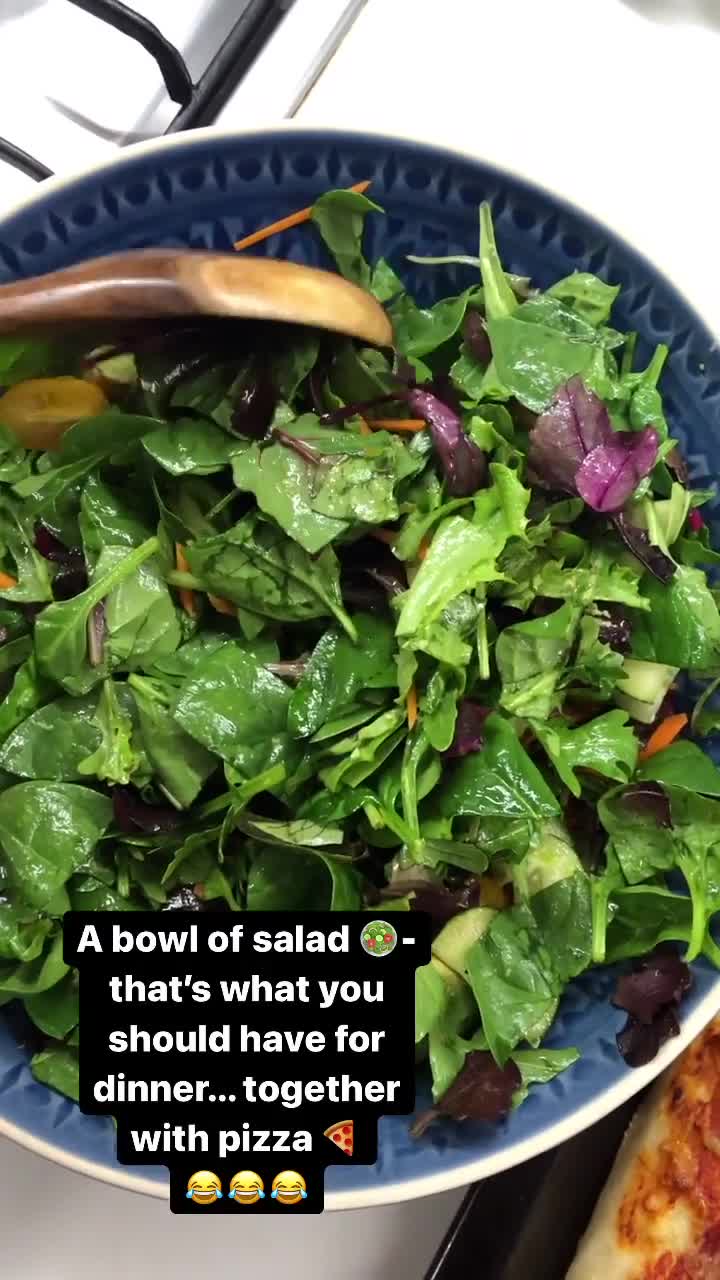 A bowl of salad 🥗-
that’s what you
should have for
dinner... together
with pizza 🍕
😂😂😂